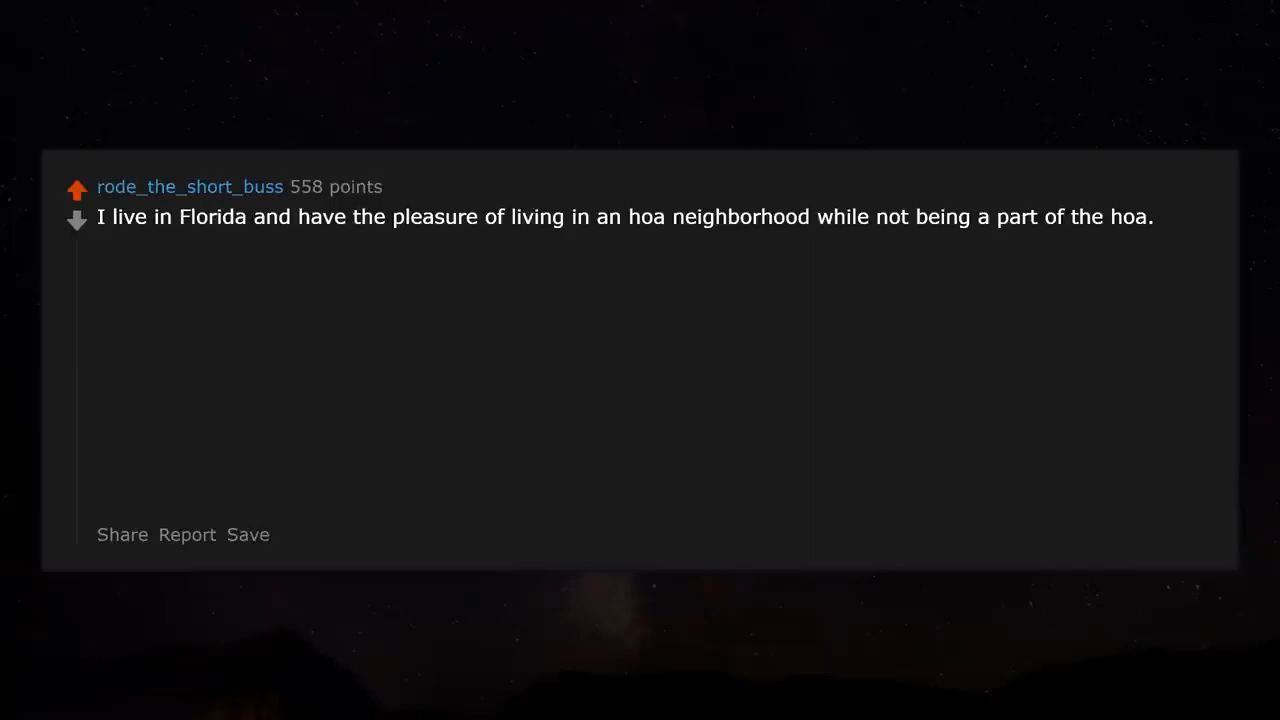 rode_the_short_buss 558 points
I live in Florida and have the pleasure of living in an hoa neighborhood while not being a part of the hoa.
Share Report Save